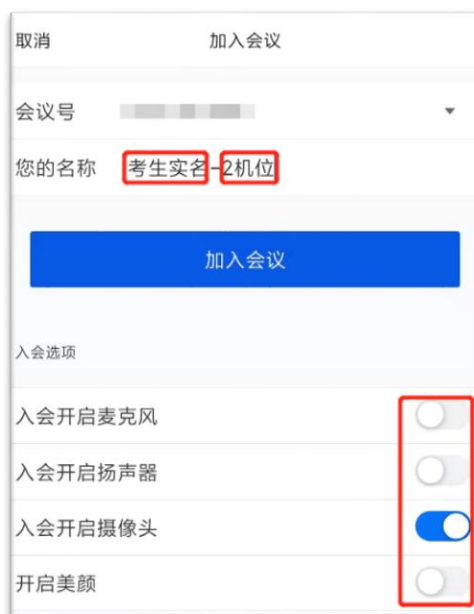 取消 加入会议
会议号
您的名称 考生实名-2机位
加入会议
入会选项
入会开启麦克风
入会开启扬声器
入会开启摄像头
开启美颜